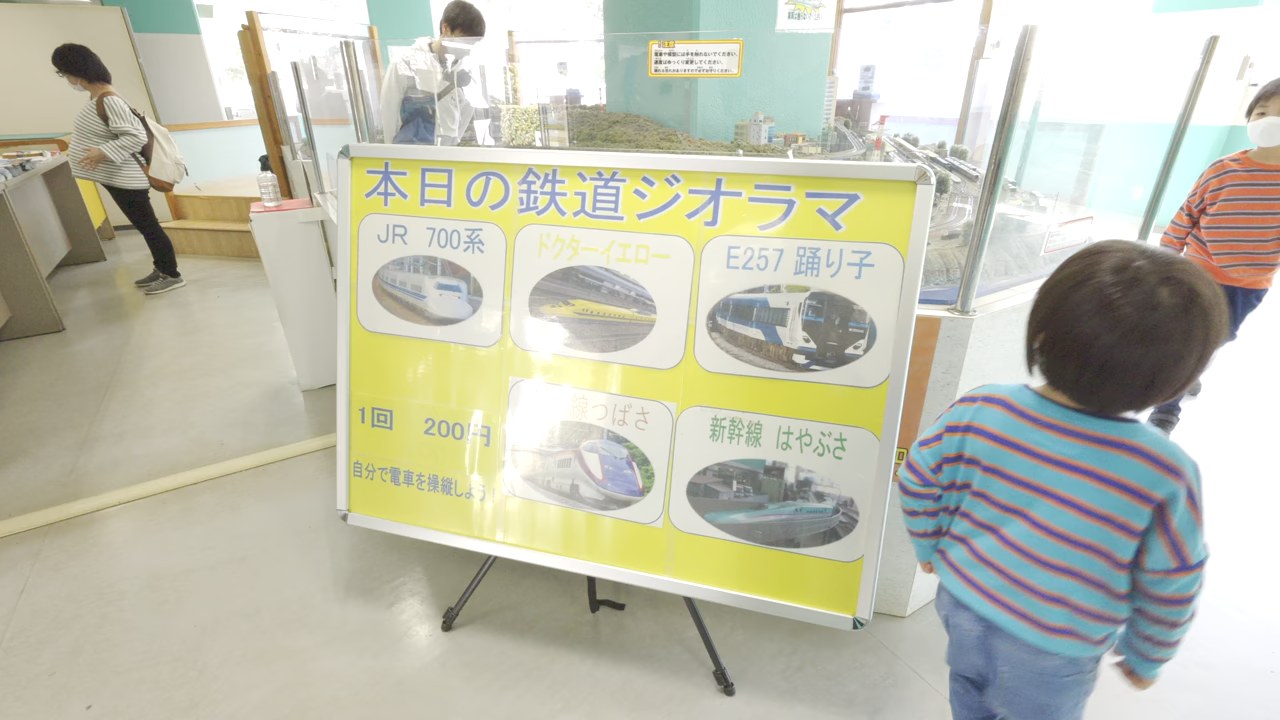 本日の鉄道ジオラマ
JR 700系
ドクターイエロー
E257 踊り子
線つばさ
新幹線 はやぶさ
1回 200円
自分で電車を操縦しよう